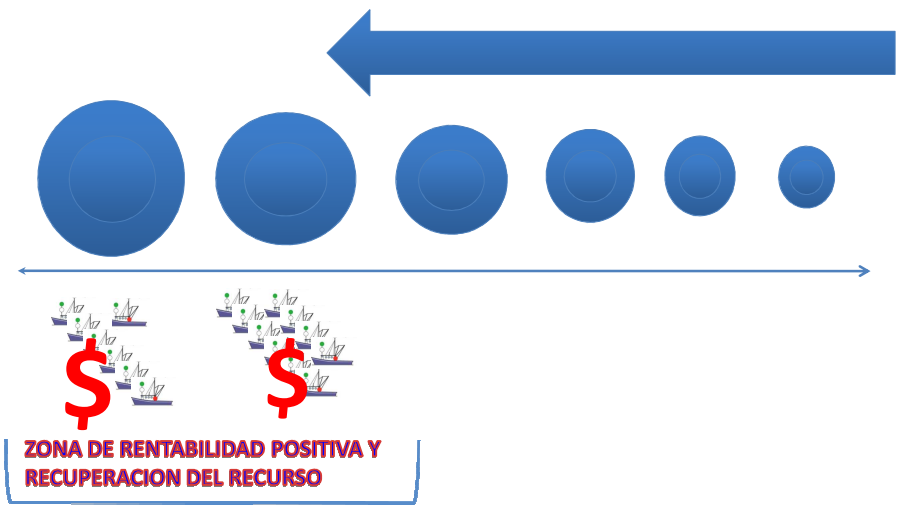 $
$
ZONA DE RENTABILIDAD POSITIVA Y
RECUPERACION DEL RECURSO